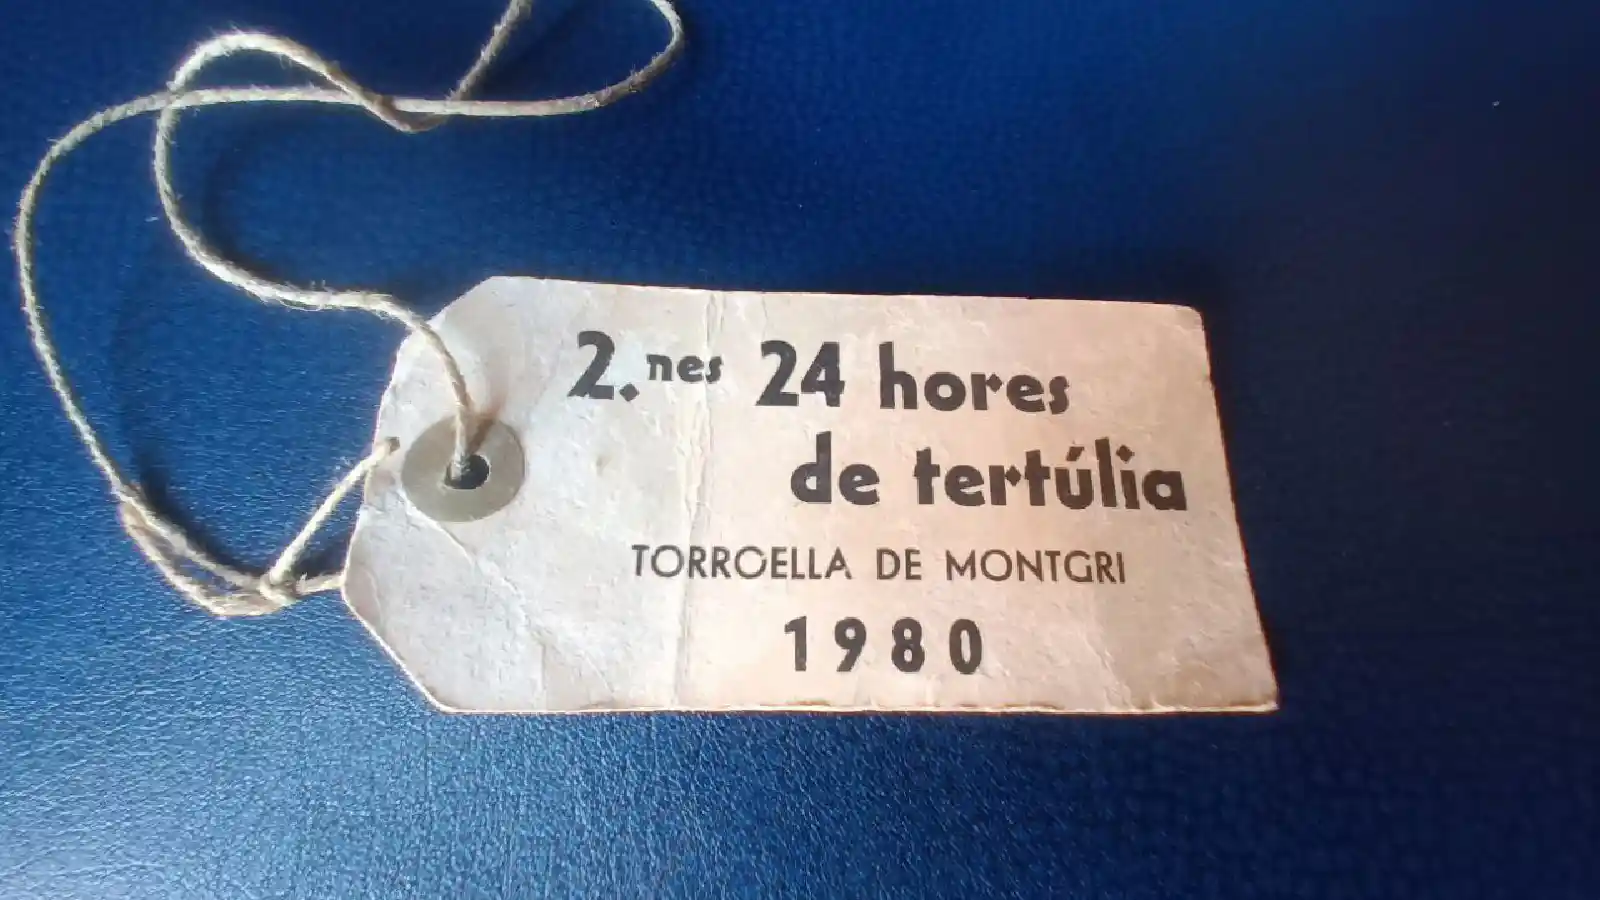 2.nes 24 hores
de tertúlia
TORROELLA DE MONTGRI
1980